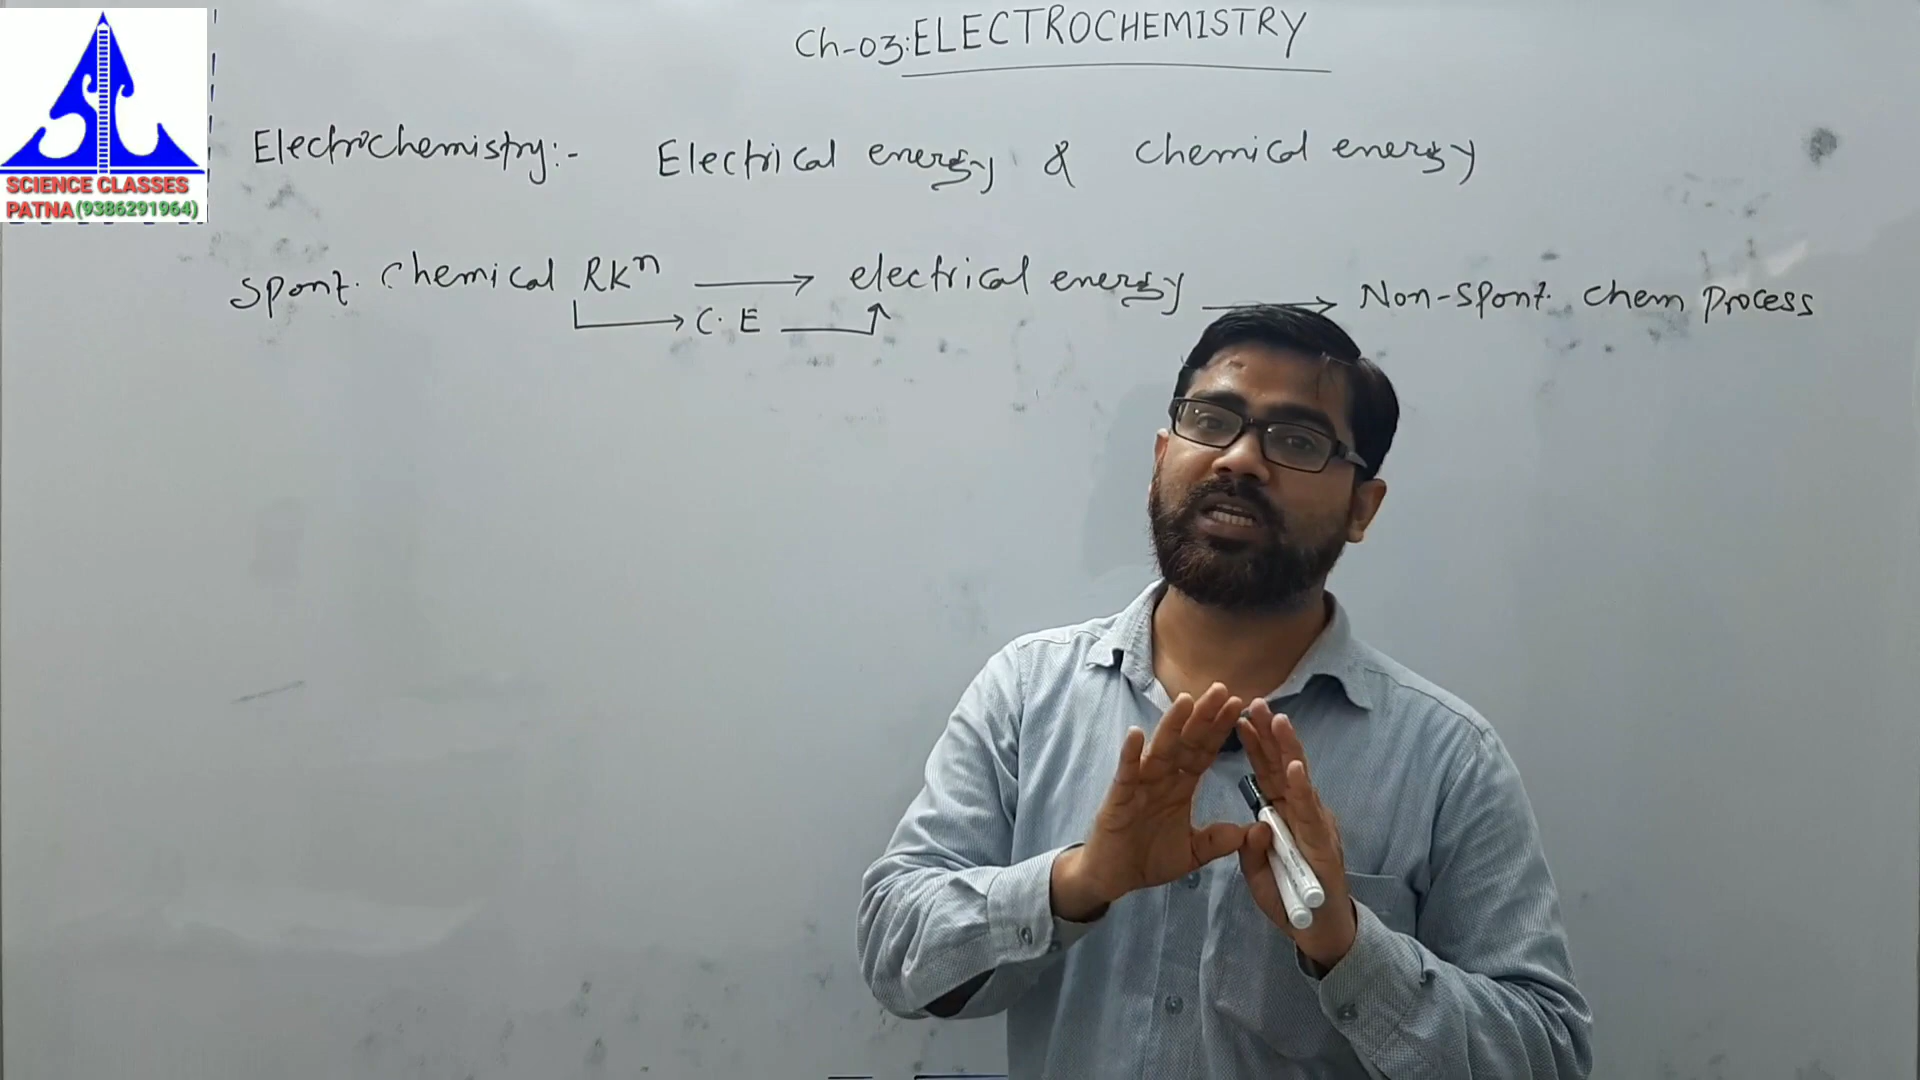 Ch-03:ELECTROCHEMISTRY
SCIENCE CLASSES
PATNA(9386291964)
Electrochemistry:- Electrical energy & Chemical energy
Spont. Chemical RKⁿ → electrical energy → Non-Spont. Chem Process
C.E